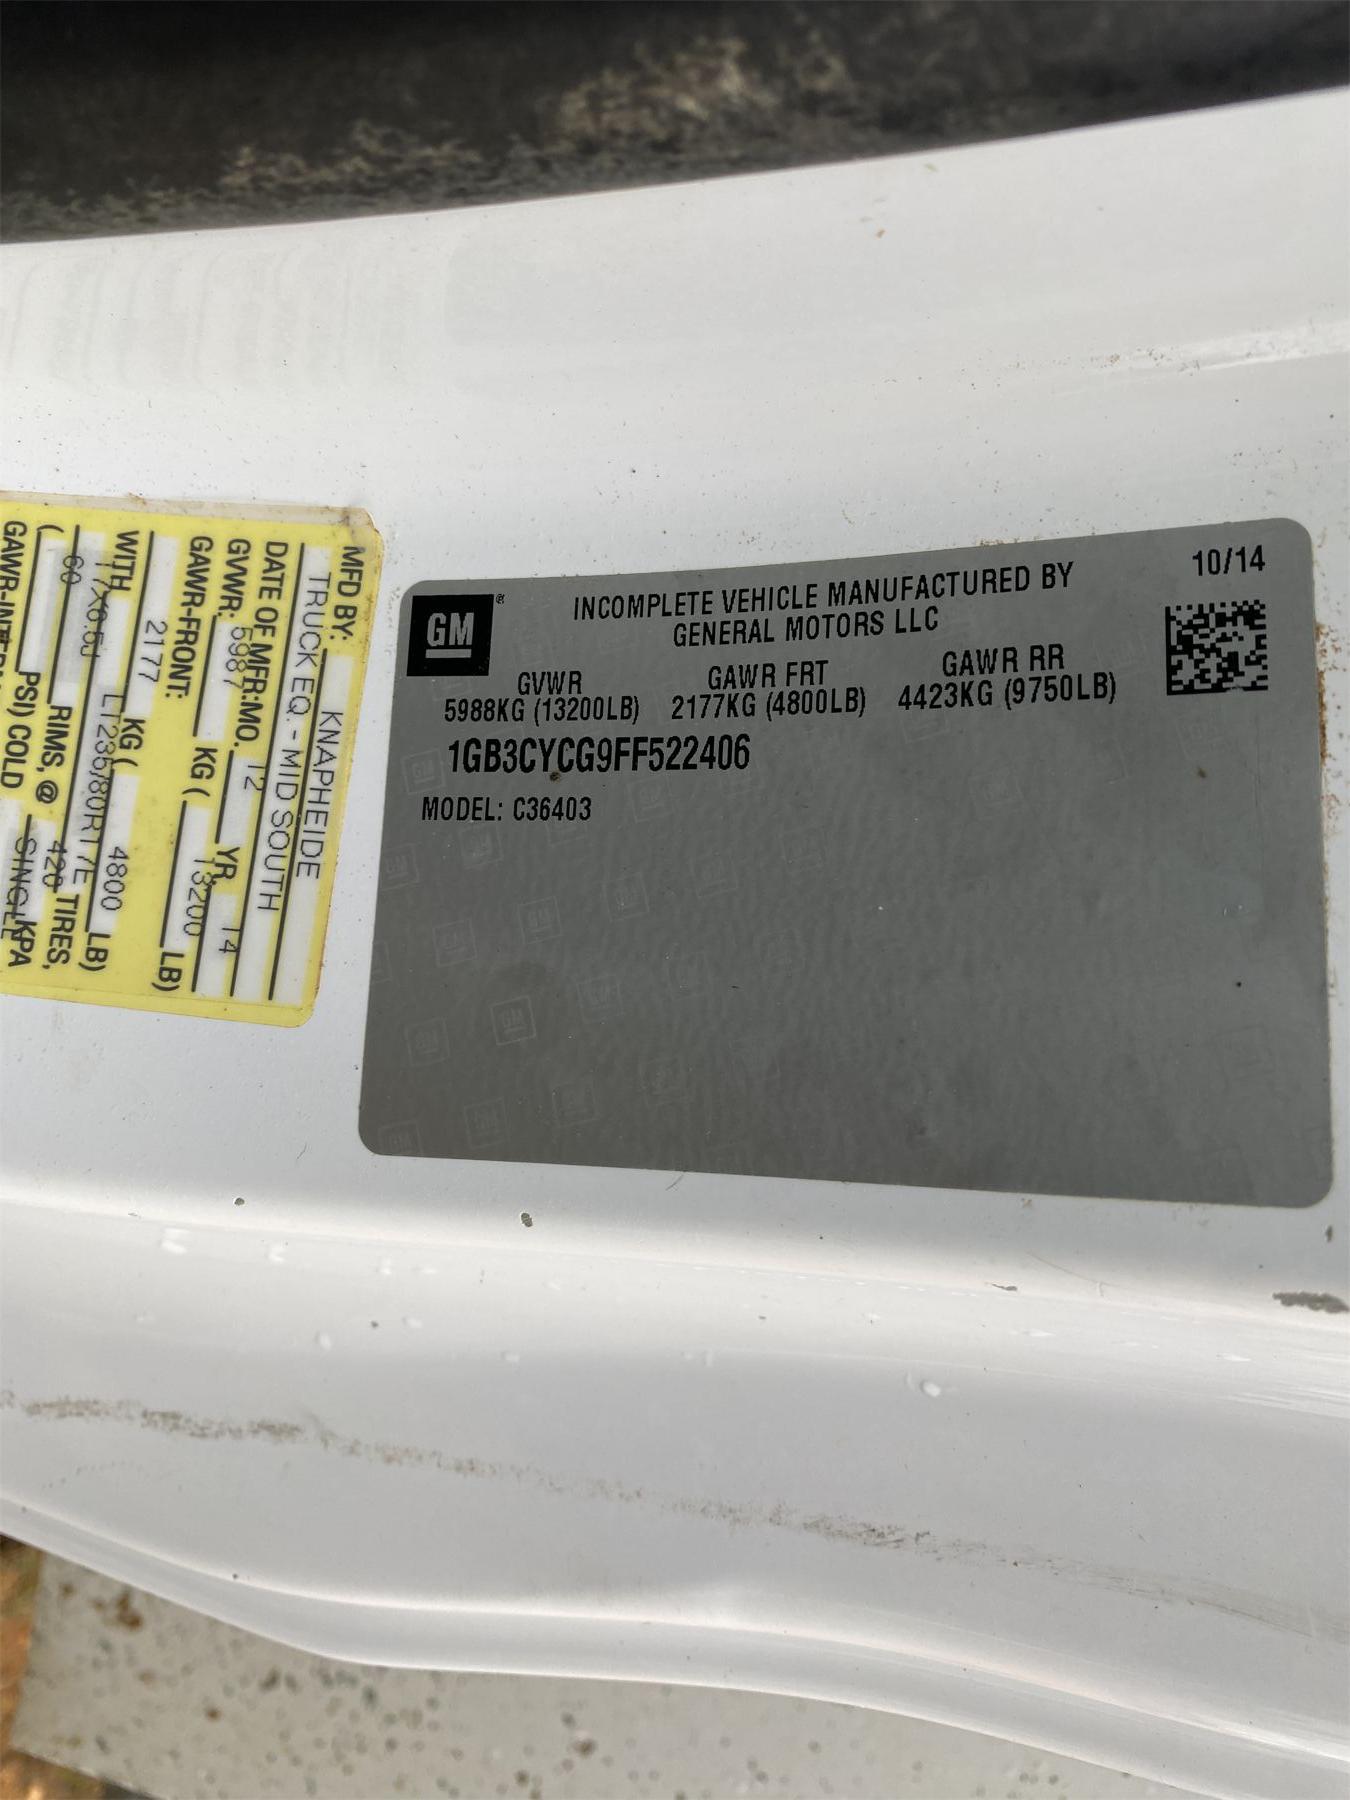 GM
INCOMPLETE VEHICLE MANUFACTURED BY
GENERAL MOTORS LLC
10/14
GVWR GAWR FRT GAWR RR
5988KG (13200LB) 2177KG (4800LB) 4423KG (9750LB)
1GB3CYCG9FF522406
MODEL: C36403
MFD BY: KNAPHEIDE
TRUCK EQ. - MID SOUTH
DATE OF MFR:MO. 12 YR. 14
GVWR: 5987 KG ( 13200 LB)
GAWR-FRONT:
2177 KG ( 4800 LB)
WITH LT235/80R17E TIRES,
17X6.5J RIMS, @ 420 KPA
( 60 PSI) COLD SINGLE